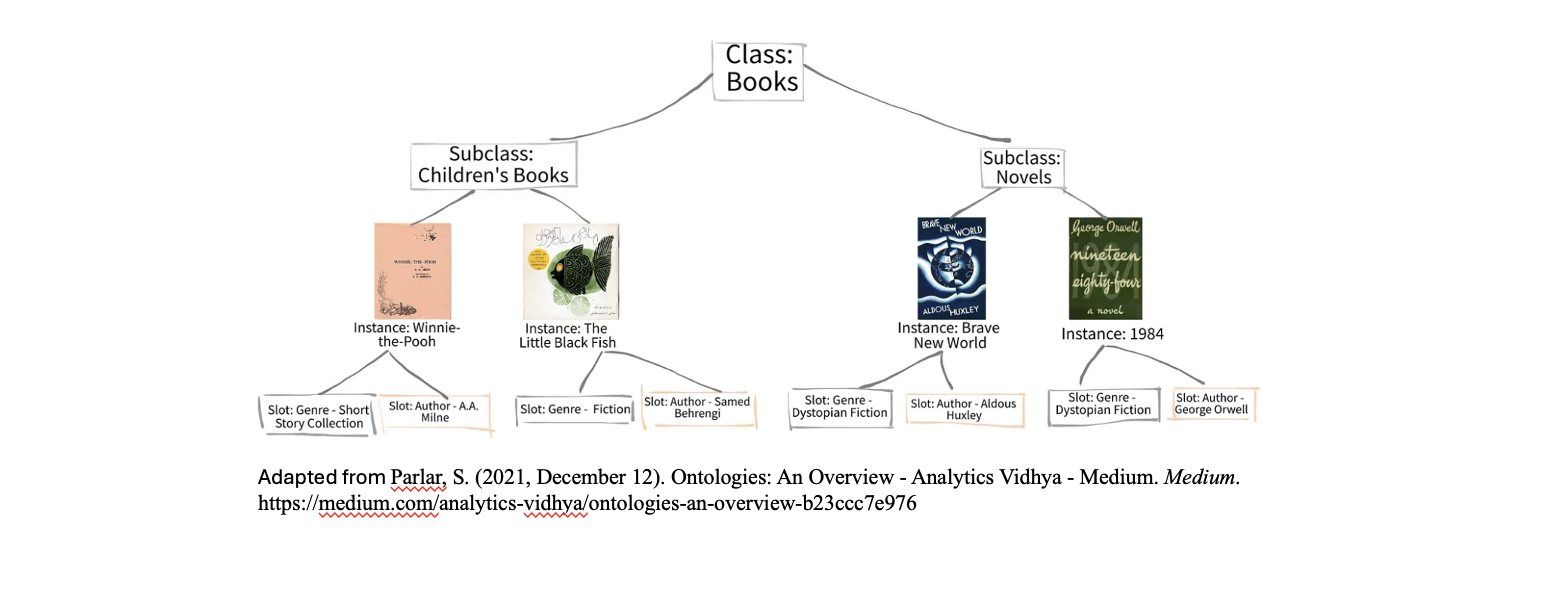 Class:
Books
Subclass:
Children's Books
Subclass:
Novels
WINNIE-THE-POOH
BRAVE
NEW
WORLD
ALDOUS HUXLEY
George Orwell
1984
nineteen
eighty-four
a novel
Instance: Winnie-
the-Pooh
Instance: The
Little Black Fish
Instance: Brave
New World
Instance: 1984
Slot: Genre - Short
Story Collection
Slot: Author - A.A.
Milne
Slot: Genre - Fiction
Slot: Author - Samed
Behrengi
Slot: Genre -
Dystopian Fiction
Slot: Author - Aldous
Huxley
Slot: Genre -
Dystopian Fiction
Slot: Author -
George Orwell
Adapted from Parlar, S. (2021, December 12). Ontologies: An Overview - Analytics Vidhya - Medium. Medium.
https://medium.com/analytics-vidhya/ontologies-an-overview-b23ccc7e976